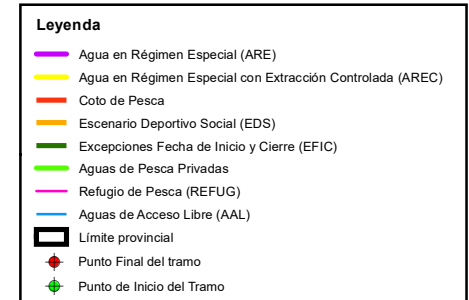 Leyenda
Agua en Régimen Especial (ARE)
Agua en Régimen Especial con Extracción Controlada (AREC)
Coto de Pesca
Escenario Deportivo Social (EDS)
Excepciones Fecha de Inicio y Cierre (EFIC)
Aguas de Pesca Privadas
Refugio de Pesca (REFUG)
Aguas de Acceso Libre (AAL)
Límite provincial
Punto Final del tramo
Punto de Inicio del Tramo